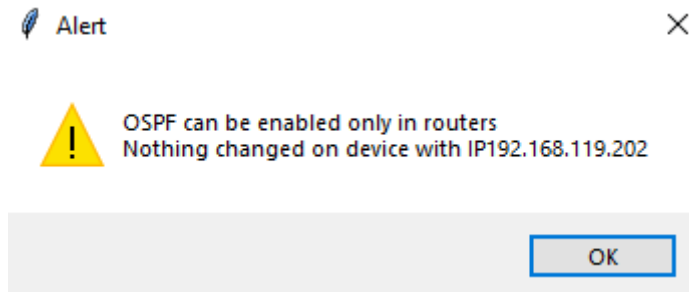 Alert
OSPF can be enabled only in routers
Nothing changed on device with IP192.168.119.202
OK